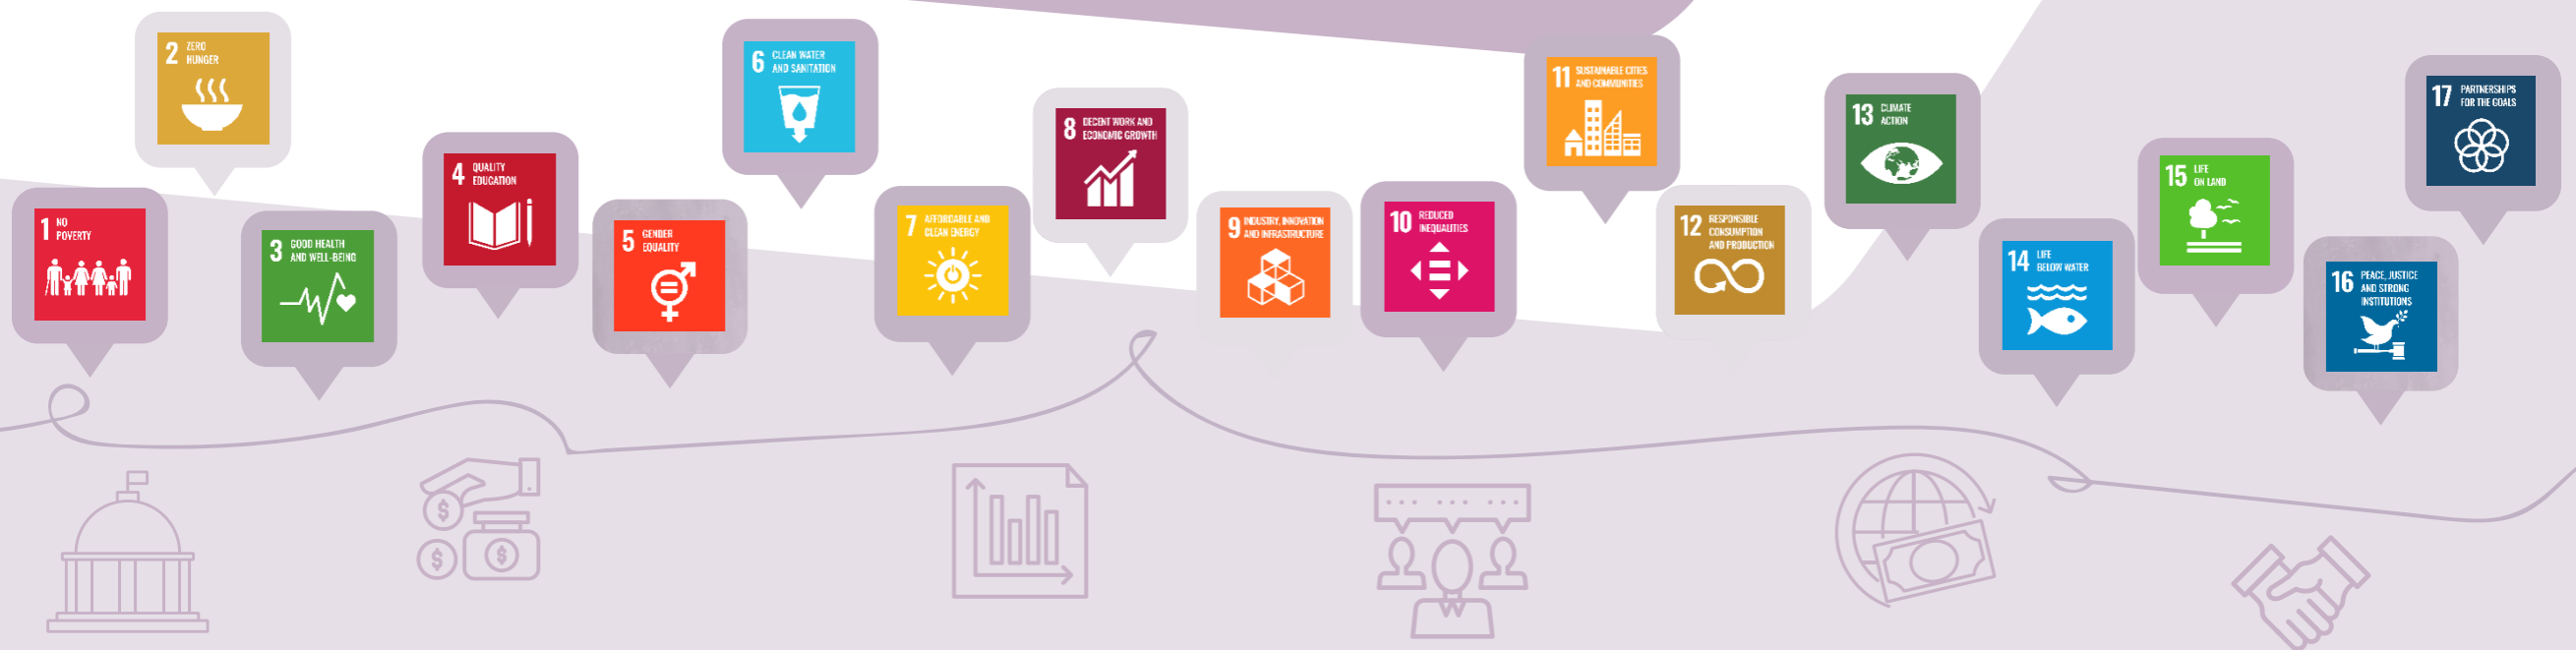 1 NO
POVERTY
2 ZERO
HUNGER
3 GOOD HEALTH
AND WELL-BEING
4 QUALITY
EDUCATION
5 GENDER
EQUALITY
6 CLEAN WATER
AND SANITATION
7 AFFORDABLE AND
CLEAN ENERGY
8 DECENT WORK AND
ECONOMIC GROWTH
9 INDUSTRY, INNOVATION
AND INFRASTRUCTURE
10 REDUCED
INEQUALITIES
11 SUSTAINABLE CITIES
AND COMMUNITIES
12 RESPONSIBLE
CONSUMPTION
AND PRODUCTION
13 CLIMATE
ACTION
14 LIFE
BELOW WATER
15 LIFE
ON LAND
16 PEACE, JUSTICE
AND STRONG
INSTITUTIONS
17 PARTNERSHIPS
FOR THE GOALS
$
$
$